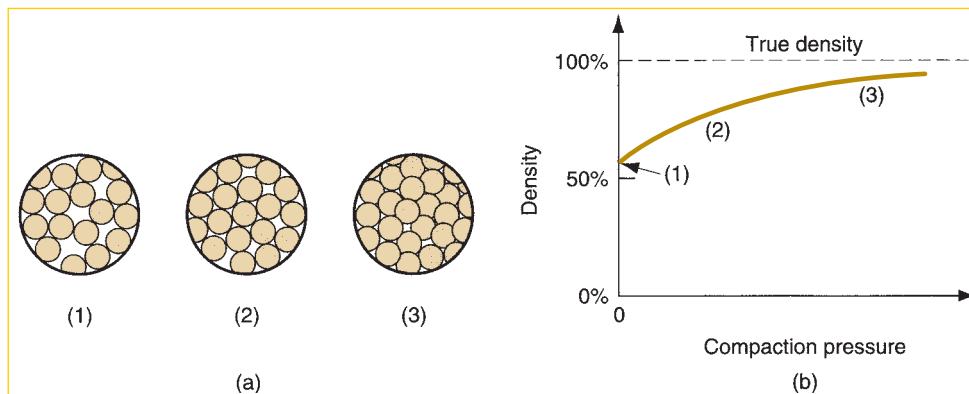 (1)
(2)
(3)
(a)
True density
100%
(3)
(2)
(1)
50%
Density
0%
0
Compaction pressure
(b)